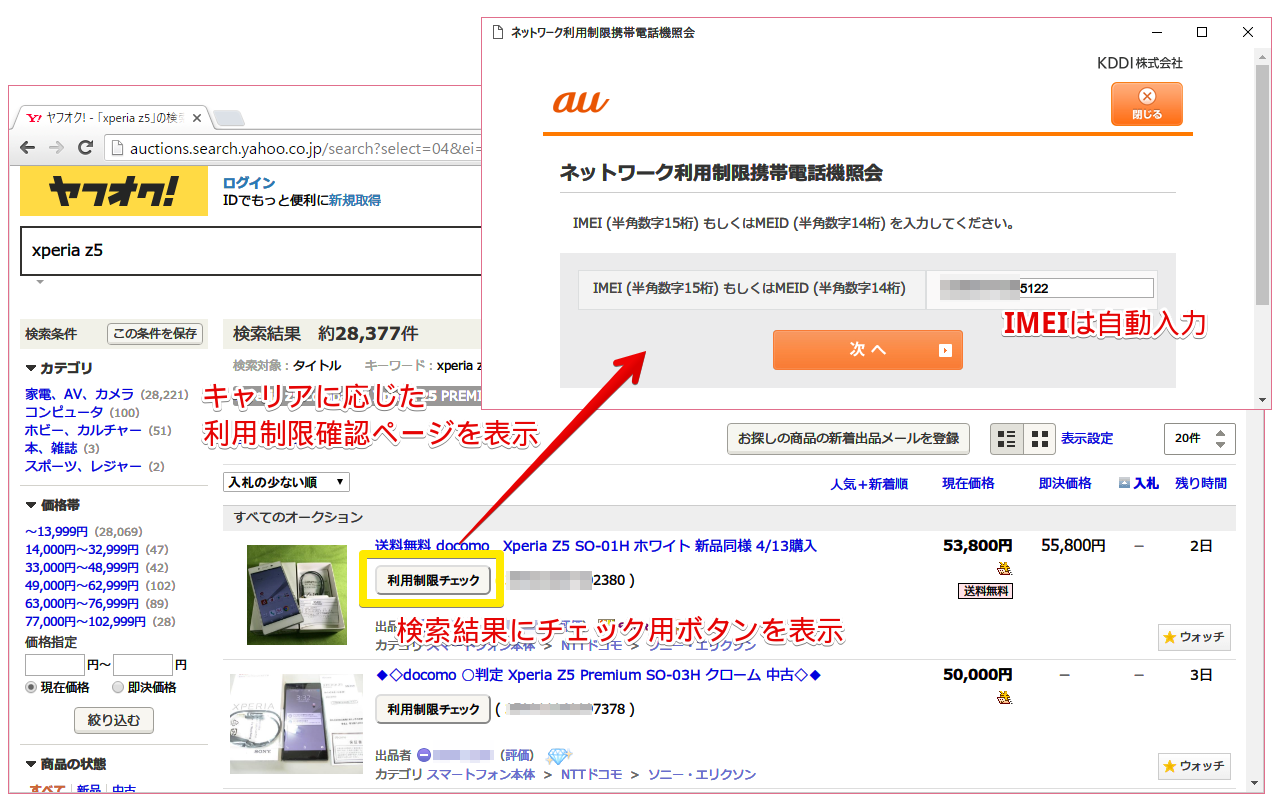 ネットワーク利用制限携帯電話機照会
KDDI株式会社
au
閉じる
ネットワーク利用制限携帯電話機照会
IMEI (半角数字15桁) もしくはMEID (半角数字14桁) を入力してください。
IMEI (半角数字15桁) もしくはMEID (半角数字14桁)
5122
IMEIは自動入力
次へ
ヤフオク! - 「xperia z5」の検
auctions.search.yahoo.co.jp/search?select=04&ei=
ヤフオク!
ログイン
IDでもっと便利に新規取得
xperia z5
検索条件
この条件を保存
検索結果 約28,377件
検索対象：タイトル キーワード：xperia z
キャリアに応じた
利用制限確認ページを表示
カテゴリ
家電、AV、カメラ (28,221)
コンピュータ (100)
ホビー、カルチャー (51)
本、雑誌 (3)
スポーツ、レジャー (2)
お探しの商品の新着出品メールを登録
表示設定
20件
入札の少ない順
人気＋新着順
現在価格
即決価格
入札
残り時間
価格帯
～13,999円 (28,069)
14,000円～32,999円 (47)
33,000円～48,999円 (42)
49,000円～62,999円 (102)
63,000円～76,999円 (89)
77,000円～102,999円 (28)
価格指定
円～
円
現在価格
即決価格
絞り込む
商品の状態
すべて
新品
中古
すべてのオークション
送料無料 docomo Xperia Z5 SO-01H ホワイト 新品同様 4/13購入
53,800円
55,800円
－
2日
利用制限チェック
2380 )
送料無料
検索結果にチェック用ボタンを表示
カテゴリ スマートフォン本体 > NTTドコモ > ソニー・エリクソン
ウォッチ
◆◇docomo ○判定 Xperia Z5 Premium SO-03H クローム 中古◇◆
50,000円
－
－
3日
利用制限チェック
(
7378 )
出品者
(評価)
カテゴリ スマートフォン本体 > NTTドコモ > ソニー・エリクソン
ウォッチ